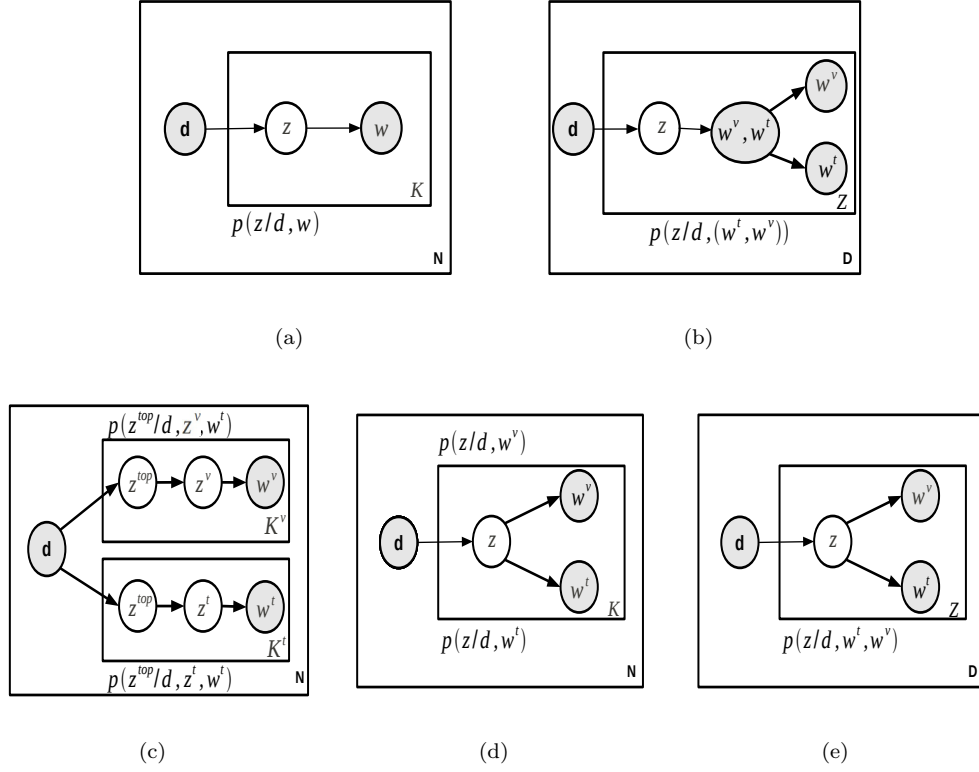 d z w K
p(z/d,w)
N
(a)
d z w^v,w^t w^v w^t Z
p(z/d,(w^t,w^v))
D
(b)
p(z^top/d,z^v,w^t)
z^top z^v w^v
K^v
d
z^top z^t w^t
K^t
p(z^top/d,z^t,w^t)
N
(c)
p(z/d,w^v)
w^v
d z
w^t K
p(z/d,w^t)
N
(d)
w^v
d z
w^t Z
p(z/d,w^t,w^v)
D
(e)